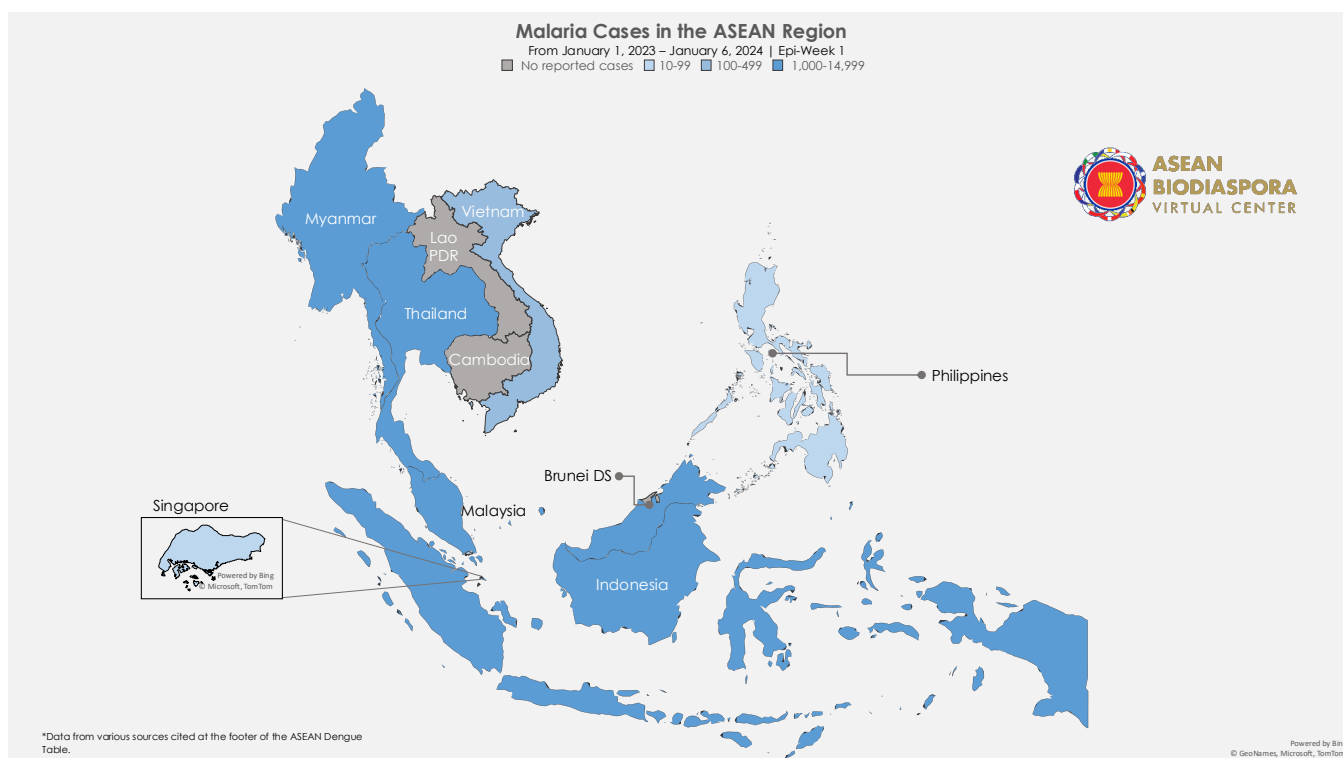 Malaria Cases in the ASEAN Region
From January 1, 2023 – January 6, 2024 | Epi-Week 1
No reported cases 10-99 100-499 1,000-14,999
ASEAN
BIODIASPORA
VIRTUAL CENTER
Myanmar
Vietnam
Lao
PDR
Thailand
Cambodia
Philippines
Brunei DS
Singapore
Malaysia
Powered by Bing
© Microsoft, TomTom
Indonesia
*Data from various sources cited at the footer of the ASEAN Dengue
Table.
Powered by Bin
© GeoNames, Microsoft, TomTom